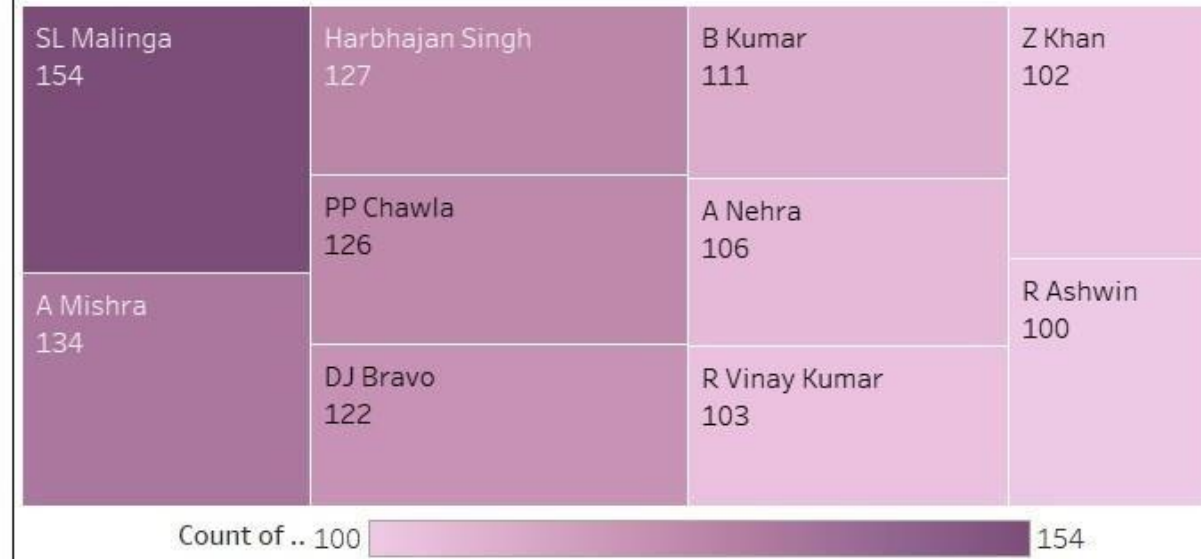 SL Malinga
154
A Mishra
134
Harbhajan Singh
127
PP Chawla
126
DJ Bravo
122
B Kumar
111
A Nehra
106
R Vinay Kumar
103
Z Khan
102
R Ashwin
100
Count of .. 100 154